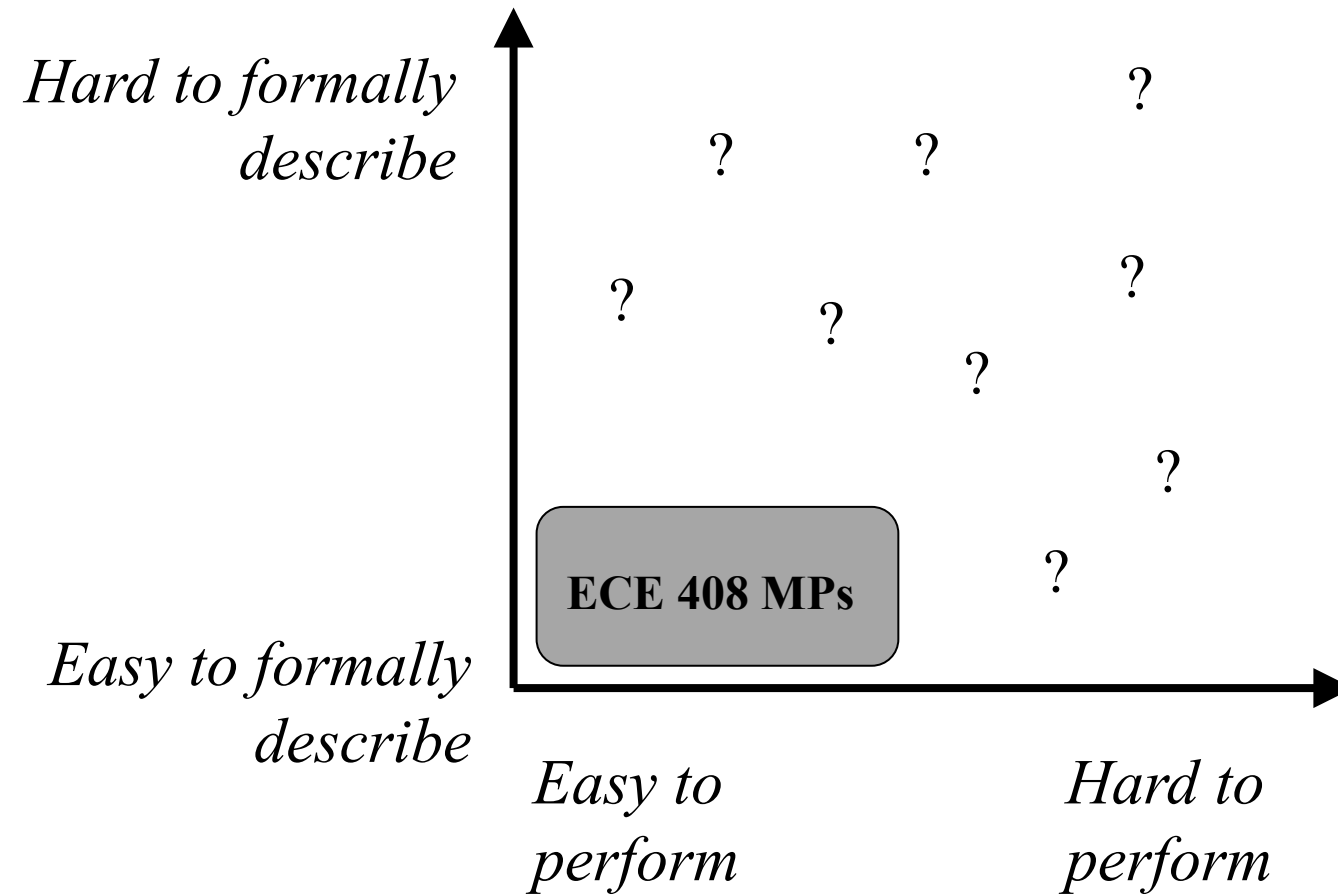 Hard to formally
describe
?
?
?
?
?
?
?
?
?
ECE 408 MPs
Easy to formally
describe
Easy to
perform
Hard to
perform